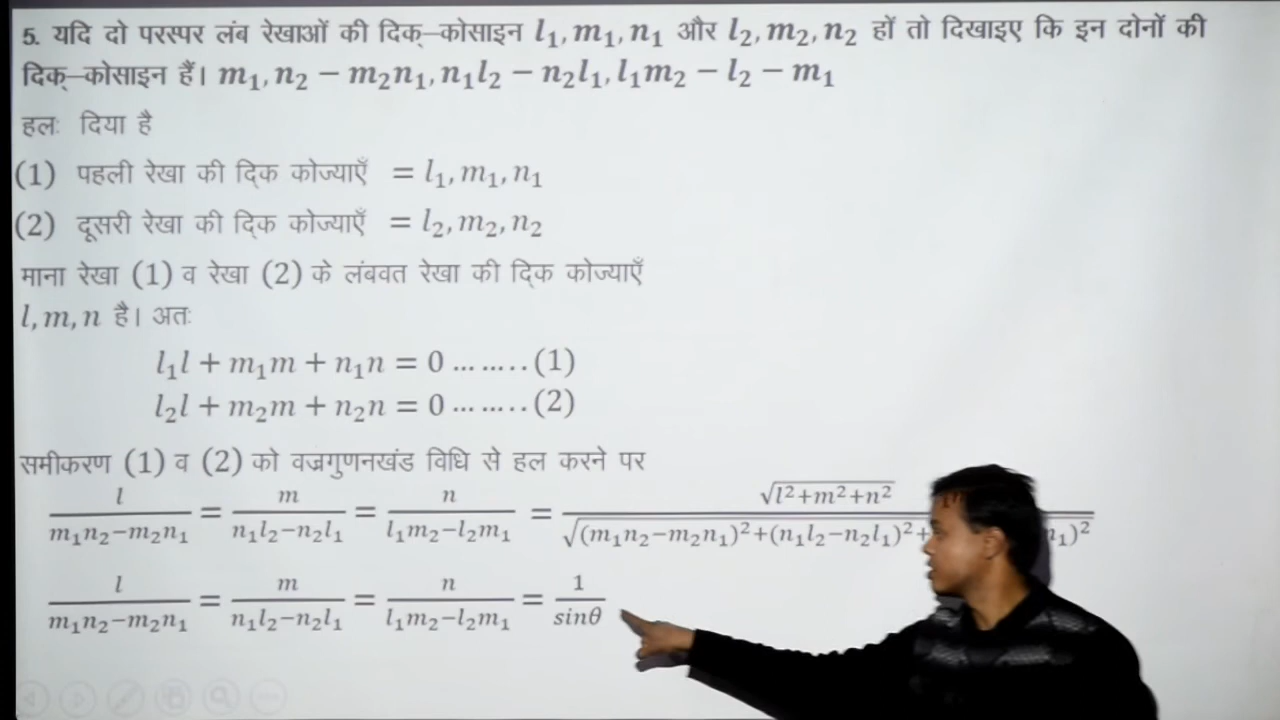 5. यदि दो परस्पर लंब रेखाओं की दिक्–कोसाइन l₁, m₁, n₁ और l₂, m₂, n₂ हों तो दिखाइए कि इन दोनों की
दिक्–कोसाइन हैं। m₁, n₂ − m₂n₁, n₁l₂ − n₂l₁, l₁m₂ − l₂ − m₁
हलः दिया है
(1) पहली रेखा की दि्क कोज्याएँ = l₁, m₁, n₁
(2) दूसरी रेखा की दि्क कोज्याएँ = l₂, m₂, n₂
माना रेखा (1) व रेखा (2) के लंबवत रेखा की दि्क कोज्याएँ
l, m, n है। अतः
l₁l + m₁m + n₁n = 0 … … . . (1)
l₂l + m₂m + n₂n = 0 … … . . (2)
समीकरण (1) व (2) को वज्रगुणनखंड विधि से हल करने पर
l/(m₁n₂−m₂n₁) = m/(n₁l₂−n₂l₁) = n/(l₁m₂−l₂m₁) = √(l²+m²+n²)/√((m₁n₂−m₂n₁)²+(n₁l₂−n₂l₁)²+ n₁)²
l/(m₁n₂−m₂n₁) = m/(n₁l₂−n₂l₁) = n/(l₁m₂−l₂m₁) = 1/sinθ